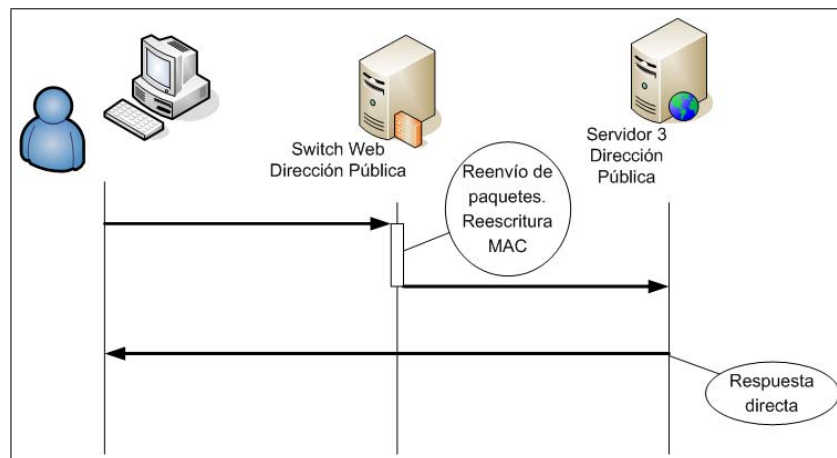 Switch Web
Dirección Pública
Servidor 3
Dirección
Pública
Reenvío de
paquetes.
Reescritura
MAC
Respuesta
directa